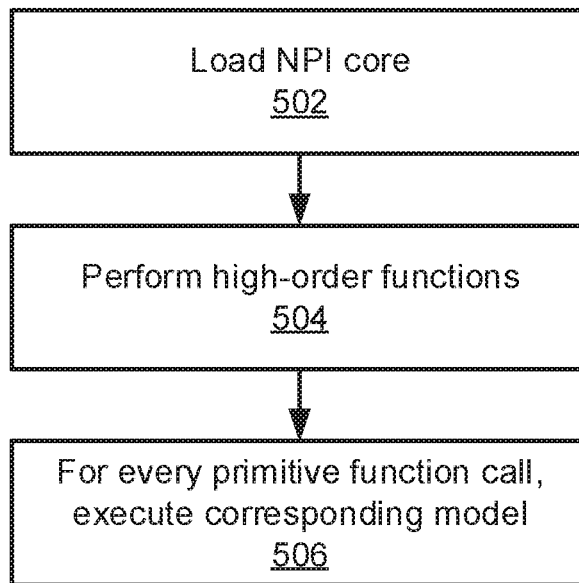 Load NPI core
502
Perform high-order functions
504
For every primitive function call,
execute corresponding model
506